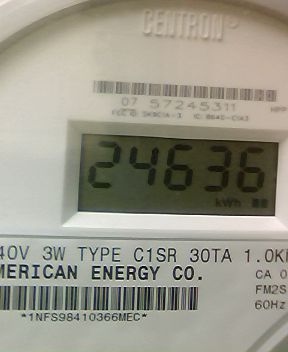 CENTRON®
07 57245311
24636
kWh
40V 3W TYPE C1SR 30TA 1.0K
MERICAN ENERGY CO.
CA 0
FM2S
60Hz
*1NFS98410366MEC*